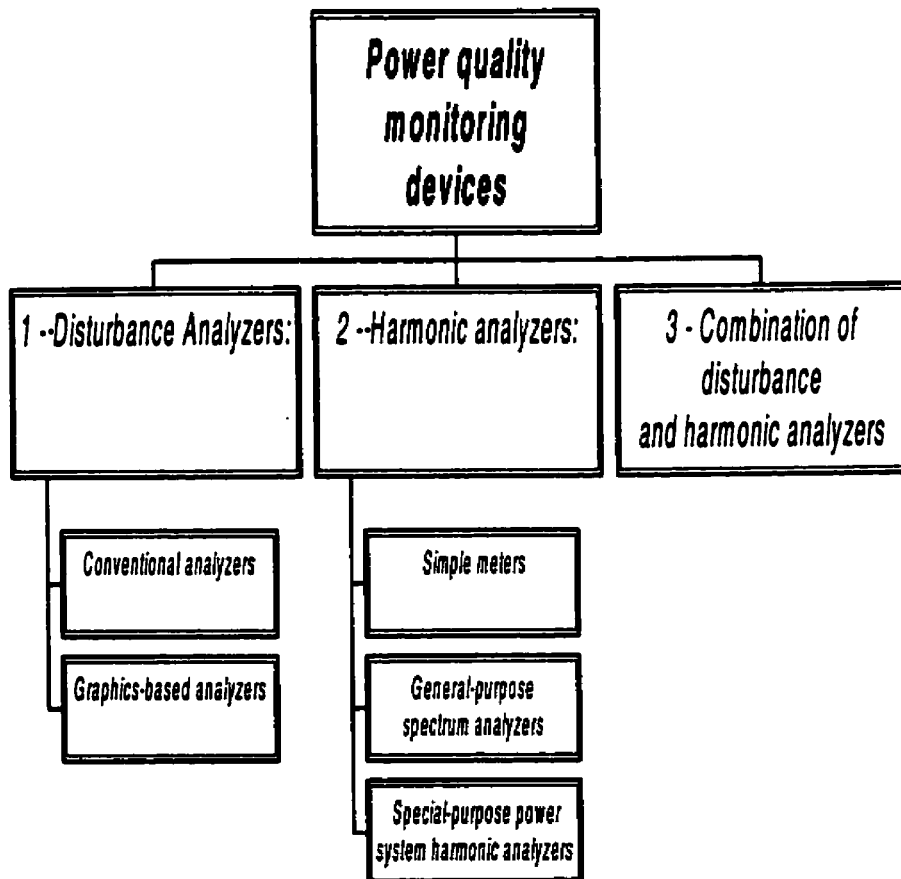 Power quality
monitoring
devices
1 --Disturbance Analyzers:
2 --Harmonic analyzers:
3 - Combination of
disturbance
and harmonic analyzers
Conventional analyzers
Graphics-based analyzers
Simple meters
General-purpose
spectrum analyzers
Special-purpose power
system harmonic analyzers